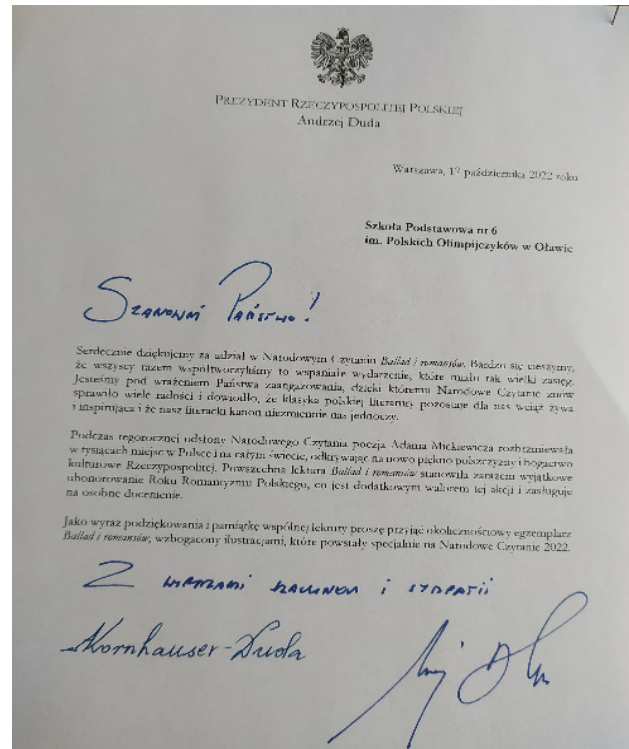 PREZYDENT RZECZYPOSPOLITEJ POLSKIEJ
Andrzej Duda
Warszawa, października 2022 roku
Szkoła Podstawowa nr 6
im. Polskich Olimpijczyków w Oławie
Szanowni Państwo!
Serdecznie dziękujemy za udział w Narodowym Czytaniu Ballad i romansów. Bardzo się cieszymy,
że wszyscy razem współtworzyliśmy to wspaniałe wydarzenie, które miało tak wielki zasięg.
Jesteśmy pod wrażeniem Państwa zaangażowania, dzięki któremu Narodowe Czytanie znów
sprawiło wiele radości i dowiodło, że klasyka polskiej literatury pozostaje dla nas wciąż żywa
i inspirująca i że nasz literacki kanon niezmiennie nas jednoczy.
Podczas tegorocznej odsłony Narodowego Czytania poezja Adama Mickiewicza rozbrzmiewała
w tysiącach miejsc w Polsce i na całym świecie, odkrywając na nowo piękno polszczyzny i bogactwo
kulturowe Rzeczypospolitej. Powszechna lektura Ballad i romansów stanowiła zarazem wyjątkowe
uhonorowanie Roku Romantyzmu Polskiego, co jest dodatkowym walorem tej akcji i zasługuje
na osobne docenienie.
Jako wyraz podziękowania i pamiątkę wspólnej lektury proszę przyjąć okolicznościowy egzemplarz
Ballad i romansów, wzbogacony ilustracjami, które powstały specjalnie na Narodowe Czytanie 2022.
Z wyrazami szacunku i sympatii
Kornhauser-Duda